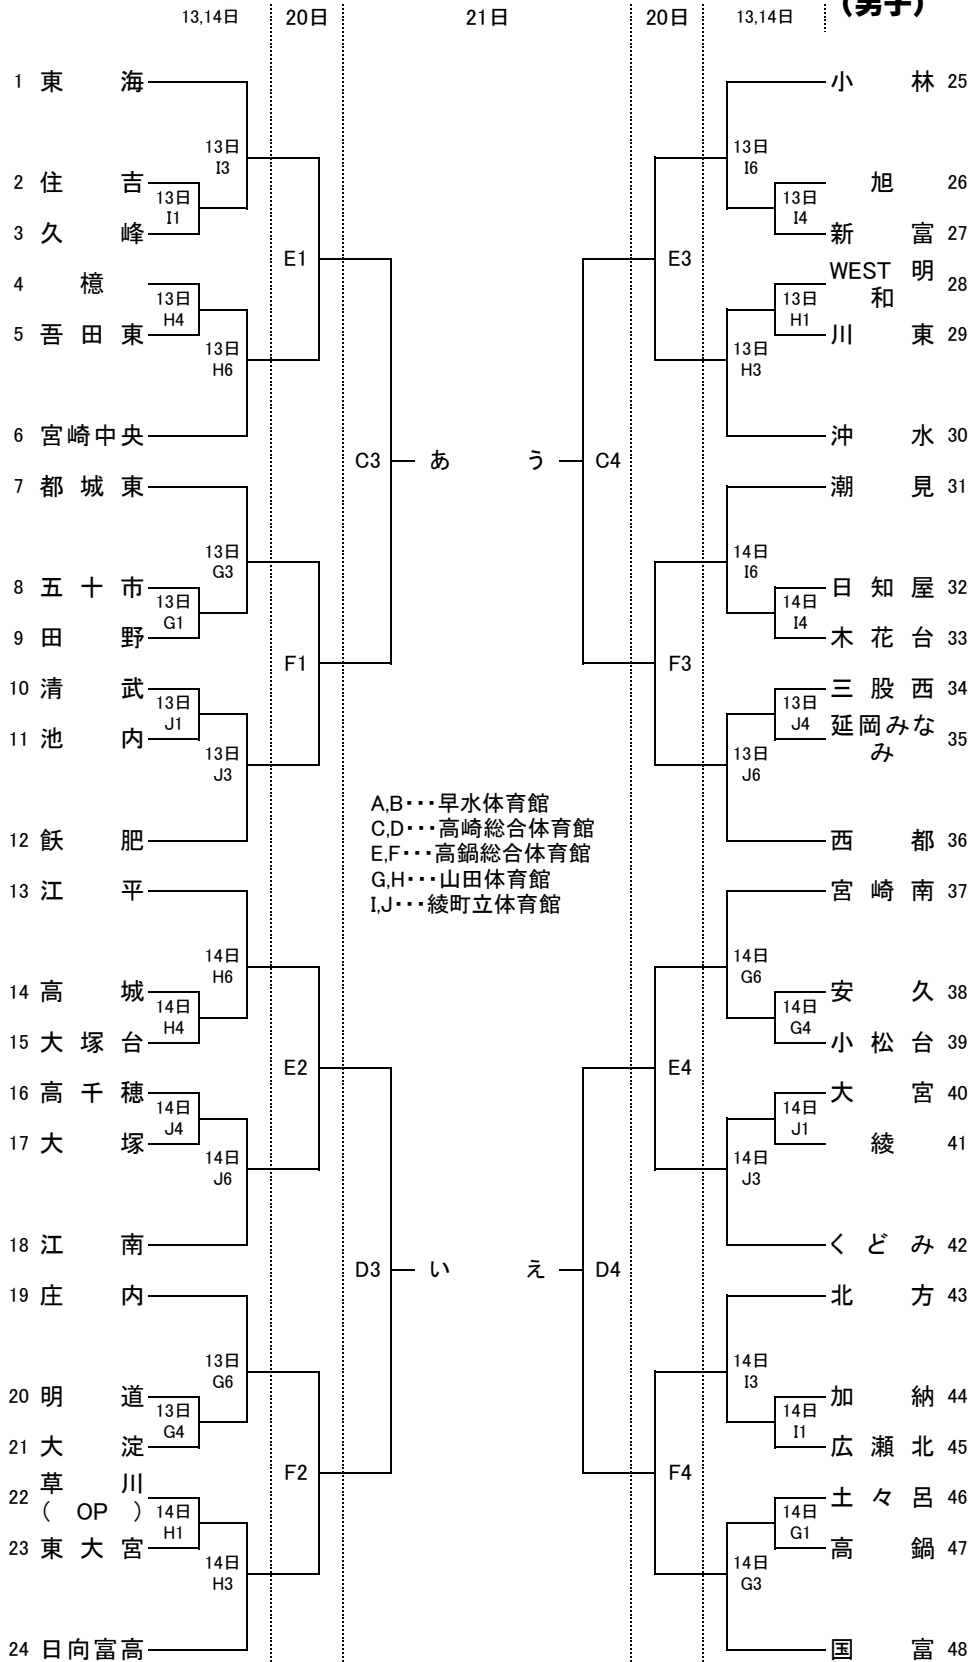 (男子)
13,14日 20日 21日 20日 13,14日
1 東海
13日 I3
2 住吉
13日 I1
3 久峰
E1
4 檍
13日 H4
5 吾田東
13日 H6
6 宮崎中央
C3 あ
7 都城東
13日 G3
8 五十市
13日 G1
9 田野
F1
10 清武
13日 J1
11 池内
13日 J3
12 飫肥
13 江平
14日 H6
14 高城
14日 H4
15 大塚台
E2
16 高千穂
14日 J4
17 大塚
14日 J6
18 江南
D3 い
19 庄内
13日 G6
20 明道
13日 G4
21 大淀
F2
22 草川 (OP)
14日 H1
23 東大宮
14日 H3
24 日向富高
A,B・・・早水体育館
C,D・・・高崎総合体育館
E,F・・・高鍋総合体育館
G,H・・・山田体育館
I,J・・・綾町立体育館
小林 25
13日 I6
旭 26
13日 I4
新富 27
E3
WEST 明和 28
13日 H1
川東 29
13日 H3
沖水 30
う C4
潮見 31
14日 I6
日知屋 32
14日 I4
木花台 33
F3
三股西 34
13日 J4
延岡みなみ 35
13日 J6
西都 36
宮崎南 37
14日 G6
安久 38
14日 G4
小松台 39
E4
大宮 40
14日 J1
綾 41
14日 J3
くどみ 42
え D4
北方 43
14日 I3
加納 44
14日 I1
広瀬北 45
F4
土々呂 46
14日 G1
高鍋 47
14日 G3
国富 48